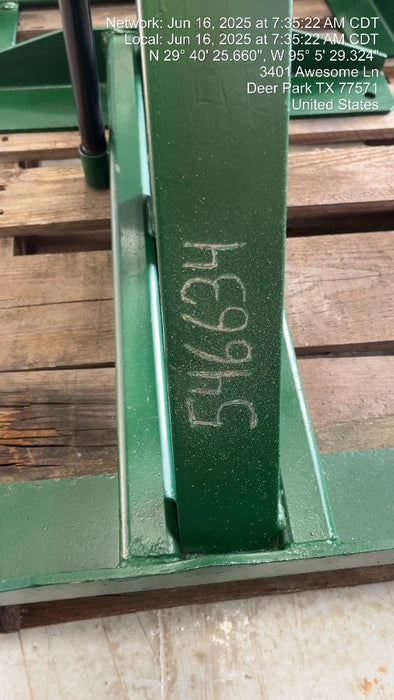 Network: Jun 16, 2025 at 7:35:22 AM CDT
Local: Jun 16, 2025 at 7:35:22 AM CDT
N 29° 40' 25.660", W 95° 5' 29.324"
3401 Awesome Ln
Deer Park TX 77571
United States
546634